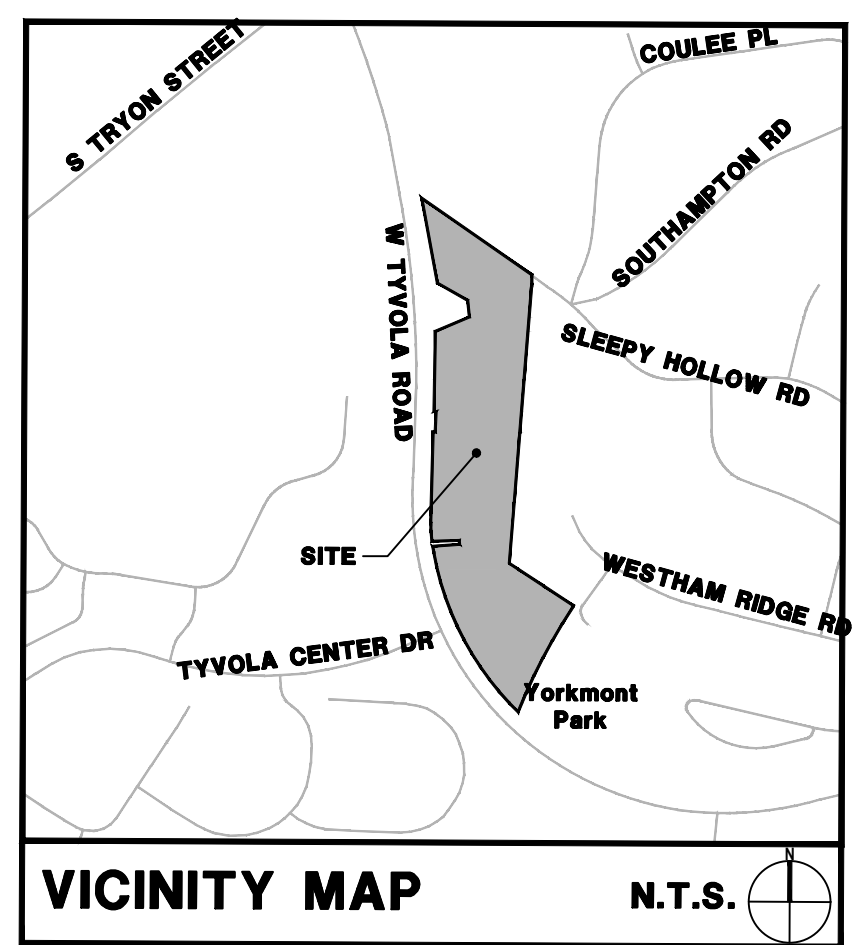 S TRYON STREET
COULEE PL
SOUTHAMPTON RD
W TYVOLA ROAD
SLEEPY HOLLOW RD
SITE
WESTHAM RIDGE RD
TYVOLA CENTER DR
Yorkmont
Park
VICINITY MAP
N.T.S.
N